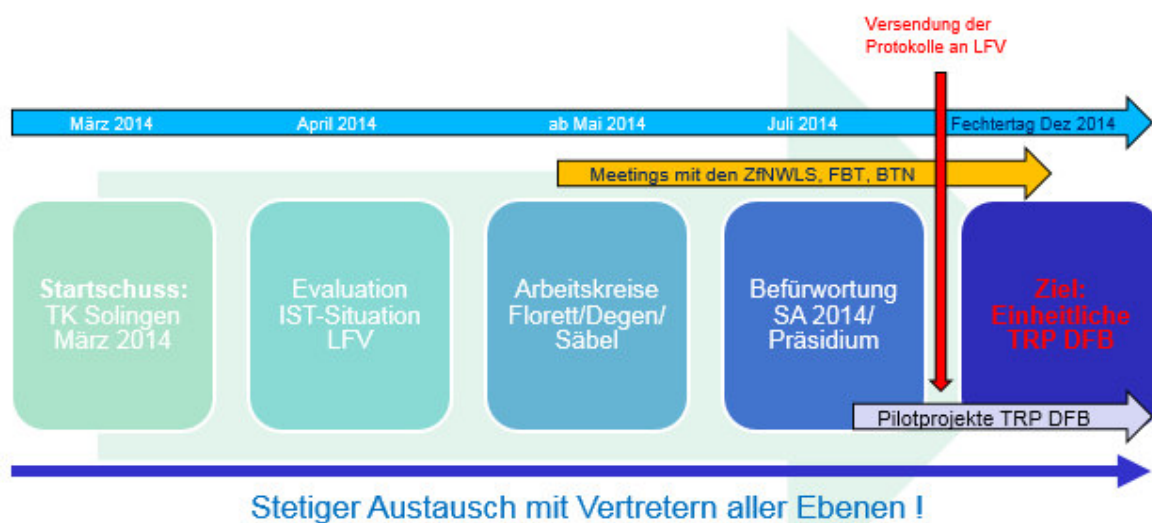 Versendung der
Protokolle an LFV
März 2014
April 2014
ab Mai 2014
Juli 2014
Fechtertag Dez 2014
Meetings mit den ZfNWLS, FBT, BTN
Startschuss:
TK Solingen
März 2014
Evaluation
IST-Situation
LFV
Arbeitskreise
Florett/Degen/
Säbel
Befürwortung
SA 2014/
Präsidium
Ziel:
Einheitliche
TRP DFB
Pilotprojekte TRP DFB
Stetiger Austausch mit Vertretern aller Ebenen !